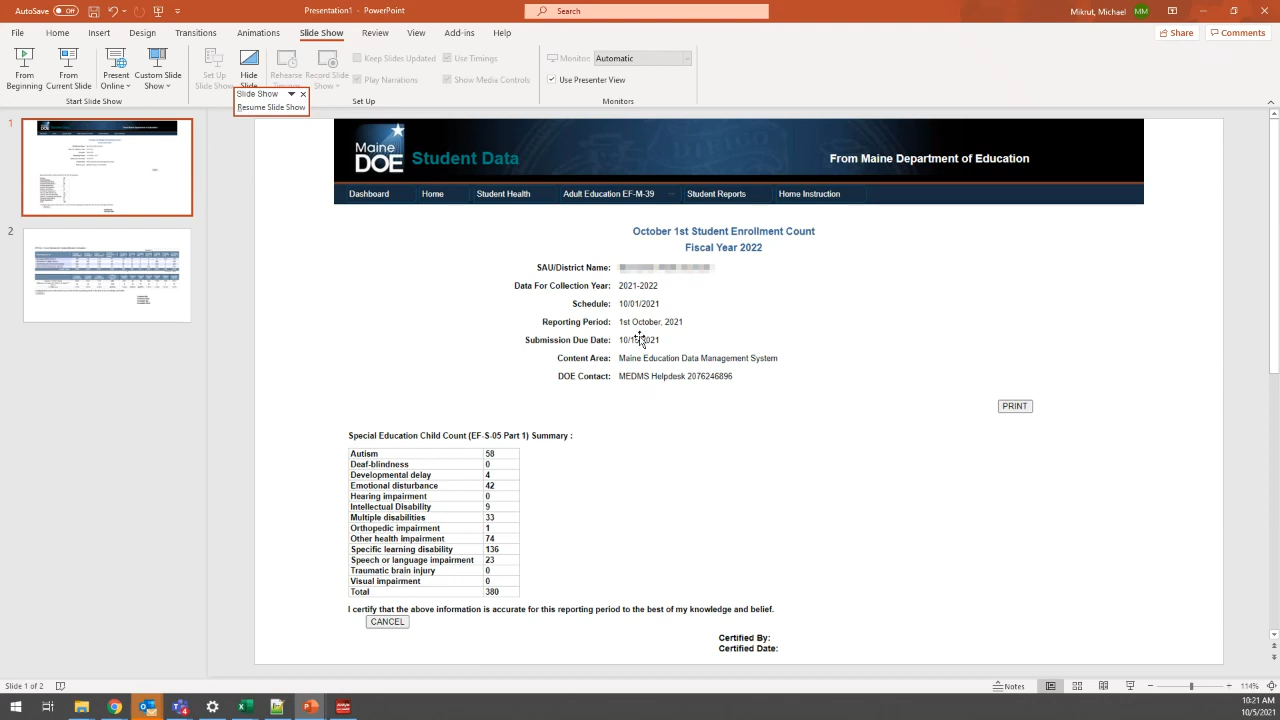 AutoSave Off Presentation1 - PowerPoint Search Mikrut, Michael MM
File Home Insert Design Transitions Animations Slide Show Review View Add-ins Help Share Comments
From Beginning
From Current Slide
Present Online
Custom Slide Show
Set Up Slide Show
Hide Slide
Rehearse
Record Slide Show
Keep Slides Updated
Use Timings
Play Narrations
Show Media Controls
Monitor: Automatic
Use Presenter View
Start Slide Show Set Up Monitors
Slide Show
Resume Slide Show
1
2
Maine DOE Student Data
From Maine Department of Education
Dashboard Home Student Health Adult Education EF-M-39 Student Reports Home Instruction
October 1st Student Enrollment Count
Fiscal Year 2022
SAU/District Name:
Data For Collection Year: 2021-2022
Schedule: 10/01/2021
Reporting Period: 1st October, 2021
Submission Due Date: 10/15/2021
Content Area: Maine Education Data Management System
DOE Contact: MEDMS Helpdesk 2076246896
PRINT
Special Education Child Count (EF-S-05 Part 1) Summary :
Autism 58
Deaf-blindness 0
Developmental delay 4
Emotional disturbance 42
Hearing impairment 0
Intellectual Disability 9
Multiple disabilities 33
Orthopedic impairment 1
Other health impairment 74
Specific learning disability 136
Speech or language impairment 23
Traumatic brain injury 0
Visual impairment 0
Total 380
I certify that the above information is accurate for this reporting period to the best of my knowledge and belief.
CANCEL
Certified By:
Certified Date:
Slide 1 of 2 Notes 114%
10:21 AM
10/5/2021